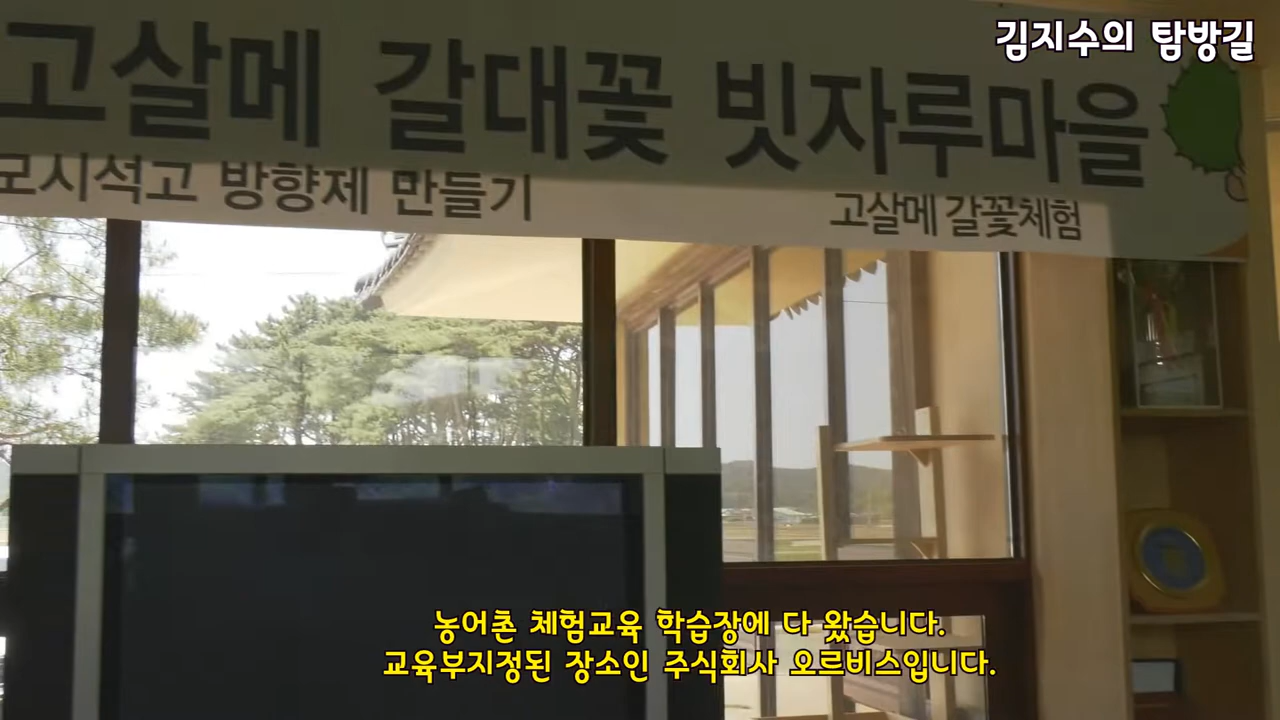 김지수의 탐방길
고살메 갈대꽃 빗자루마을
모시석고 방향제 만들기
고살메 갈꽃체험
농어촌 체험교육 학습장에 다 왔습니다.
교육부지정된 장소인 주식회사 오르비스입니다.